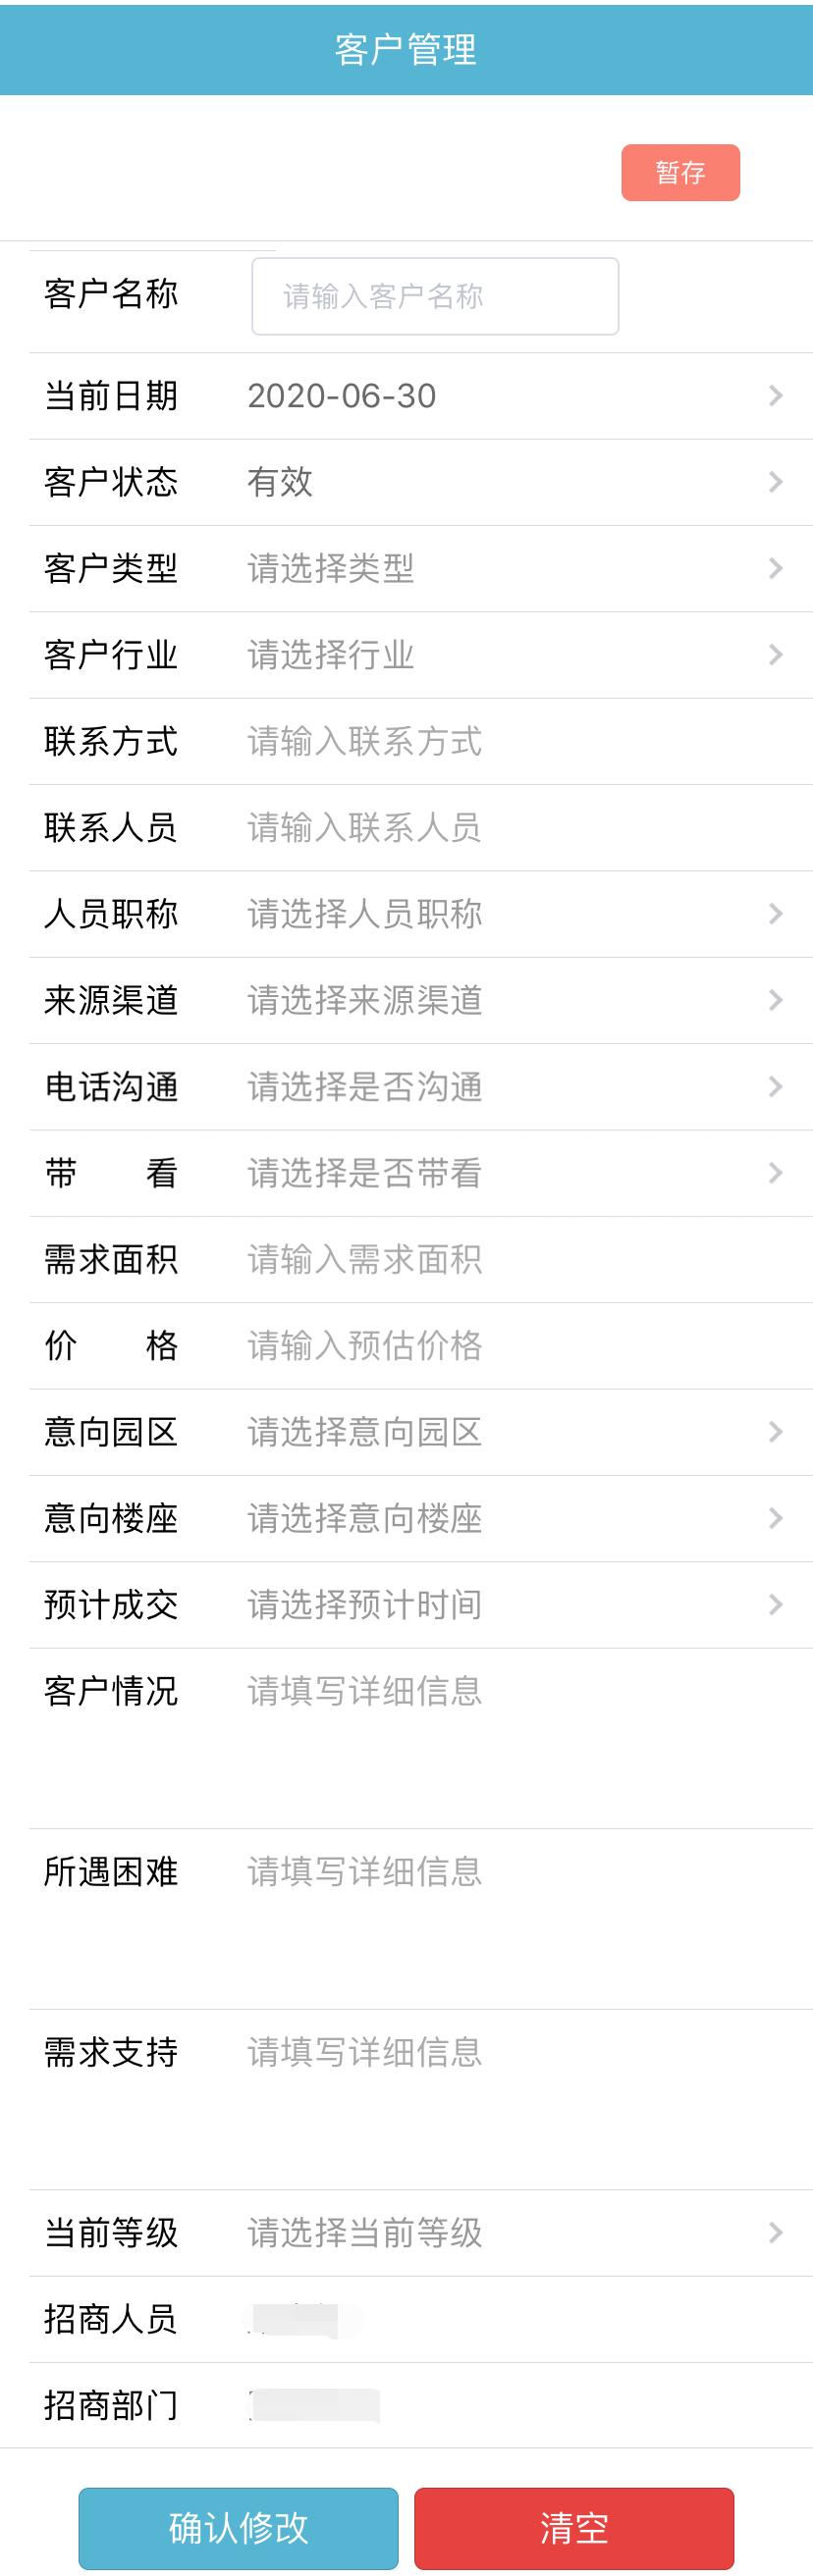 客户管理
暂存
客户名称 请输入客户名称
当前日期 2020-06-30
客户状态 有效
客户类型 请选择类型
客户行业 请选择行业
联系方式 请输入联系方式
联系人员 请输入联系人员
人员职称 请选择人员职称
来源渠道 请选择来源渠道
电话沟通 请选择是否沟通
带 看 请选择是否带看
需求面积 请输入需求面积
价 格 请输入预估价格
意向园区 请选择意向园区
意向楼座 请选择意向楼座
预计成交 请选择预计时间
客户情况 请填写详细信息
所遇困难 请填写详细信息
需求支持 请填写详细信息
当前等级 请选择当前等级
招商人员
招商部门
确认修改 清空